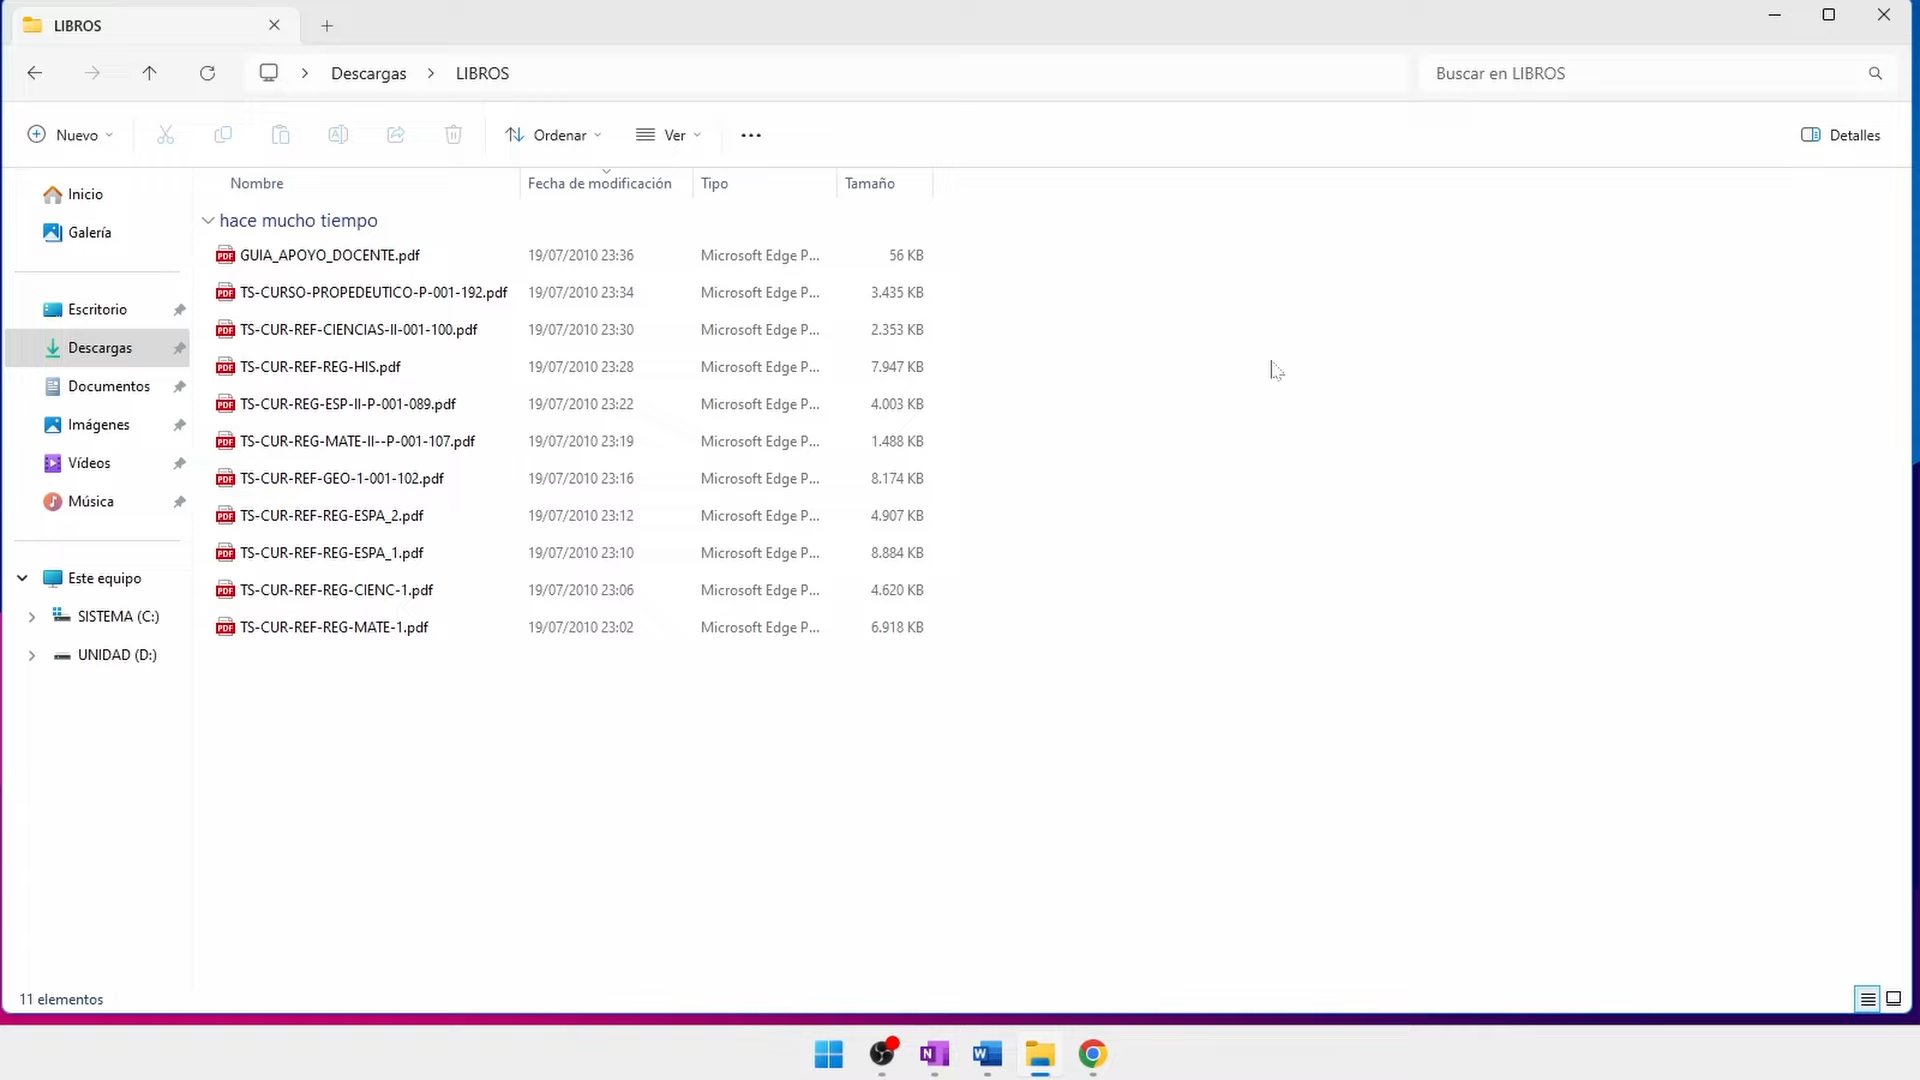 LIBROS
Descargas > LIBROS
Buscar en LIBROS
Nuevo
Ordenar
Ver
Detalles
Nombre
Fecha de modificación
Tipo
Tamaño
Inicio
Galería
Escritorio
Descargas
Documentos
Imágenes
Vídeos
Música
Este equipo
SISTEMA (C:)
UNIDAD (D:)
hace mucho tiempo
GUIA_APOYO_DOCENTE.pdf 19/07/2010 23:36 Microsoft Edge P... 56 KB
TS-CURSO-PROPEDEUTICO-P-001-192.pdf 19/07/2010 23:34 Microsoft Edge P... 3.435 KB
TS-CUR-REF-CIENCIAS-II-001-100.pdf 19/07/2010 23:30 Microsoft Edge P... 2.353 KB
TS-CUR-REF-REG-HIS.pdf 19/07/2010 23:28 Microsoft Edge P... 7.947 KB
TS-CUR-REG-ESP-II-P-001-089.pdf 19/07/2010 23:22 Microsoft Edge P... 4.003 KB
TS-CUR-REG-MATE-II--P-001-107.pdf 19/07/2010 23:19 Microsoft Edge P... 1.488 KB
TS-CUR-REF-GEO-1-001-102.pdf 19/07/2010 23:16 Microsoft Edge P... 8.174 KB
TS-CUR-REF-REG-ESPA_2.pdf 19/07/2010 23:12 Microsoft Edge P... 4.907 KB
TS-CUR-REF-REG-ESPA_1.pdf 19/07/2010 23:10 Microsoft Edge P... 8.884 KB
TS-CUR-REF-REG-CIENC-1.pdf 19/07/2010 23:06 Microsoft Edge P... 4.620 KB
TS-CUR-REF-REG-MATE-1.pdf 19/07/2010 23:02 Microsoft Edge P... 6.918 KB
11 elementos